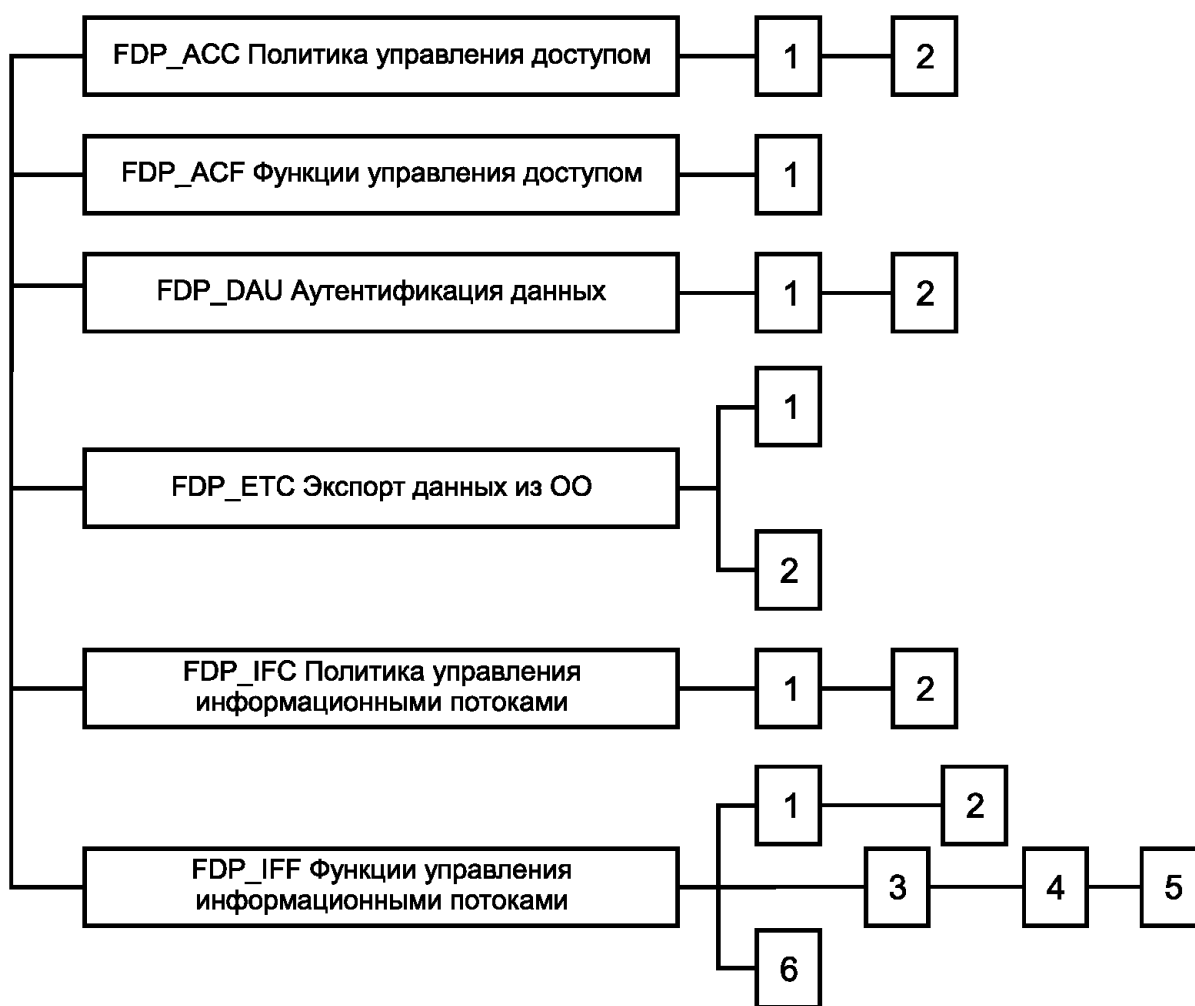 FDP_ACC Политика управления доступом 1 2
FDP_ACF Функции управления доступом 1
FDP_DAU Аутентификация данных 1 2
1
FDP_ETC Экспорт данных из ОО
2
FDP_IFC Политика управления
информационными потоками
1 2
1 2
FDP_IFF Функции управления
информационными потоками
3 4 5
6